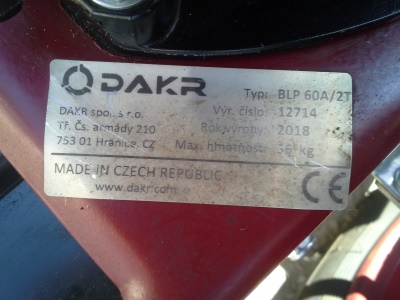 DAKR
Typ: BLP 60A/2T
DAKR spol. s r.o. Výr. číslo: 12714
Tř. Čs. armády 210 Rok výroby: 2018
753 01 Hranice, CZ Max. hmotnost: 36 kg
MADE IN CZECH REPUBLIC
www.dakr.com
CE